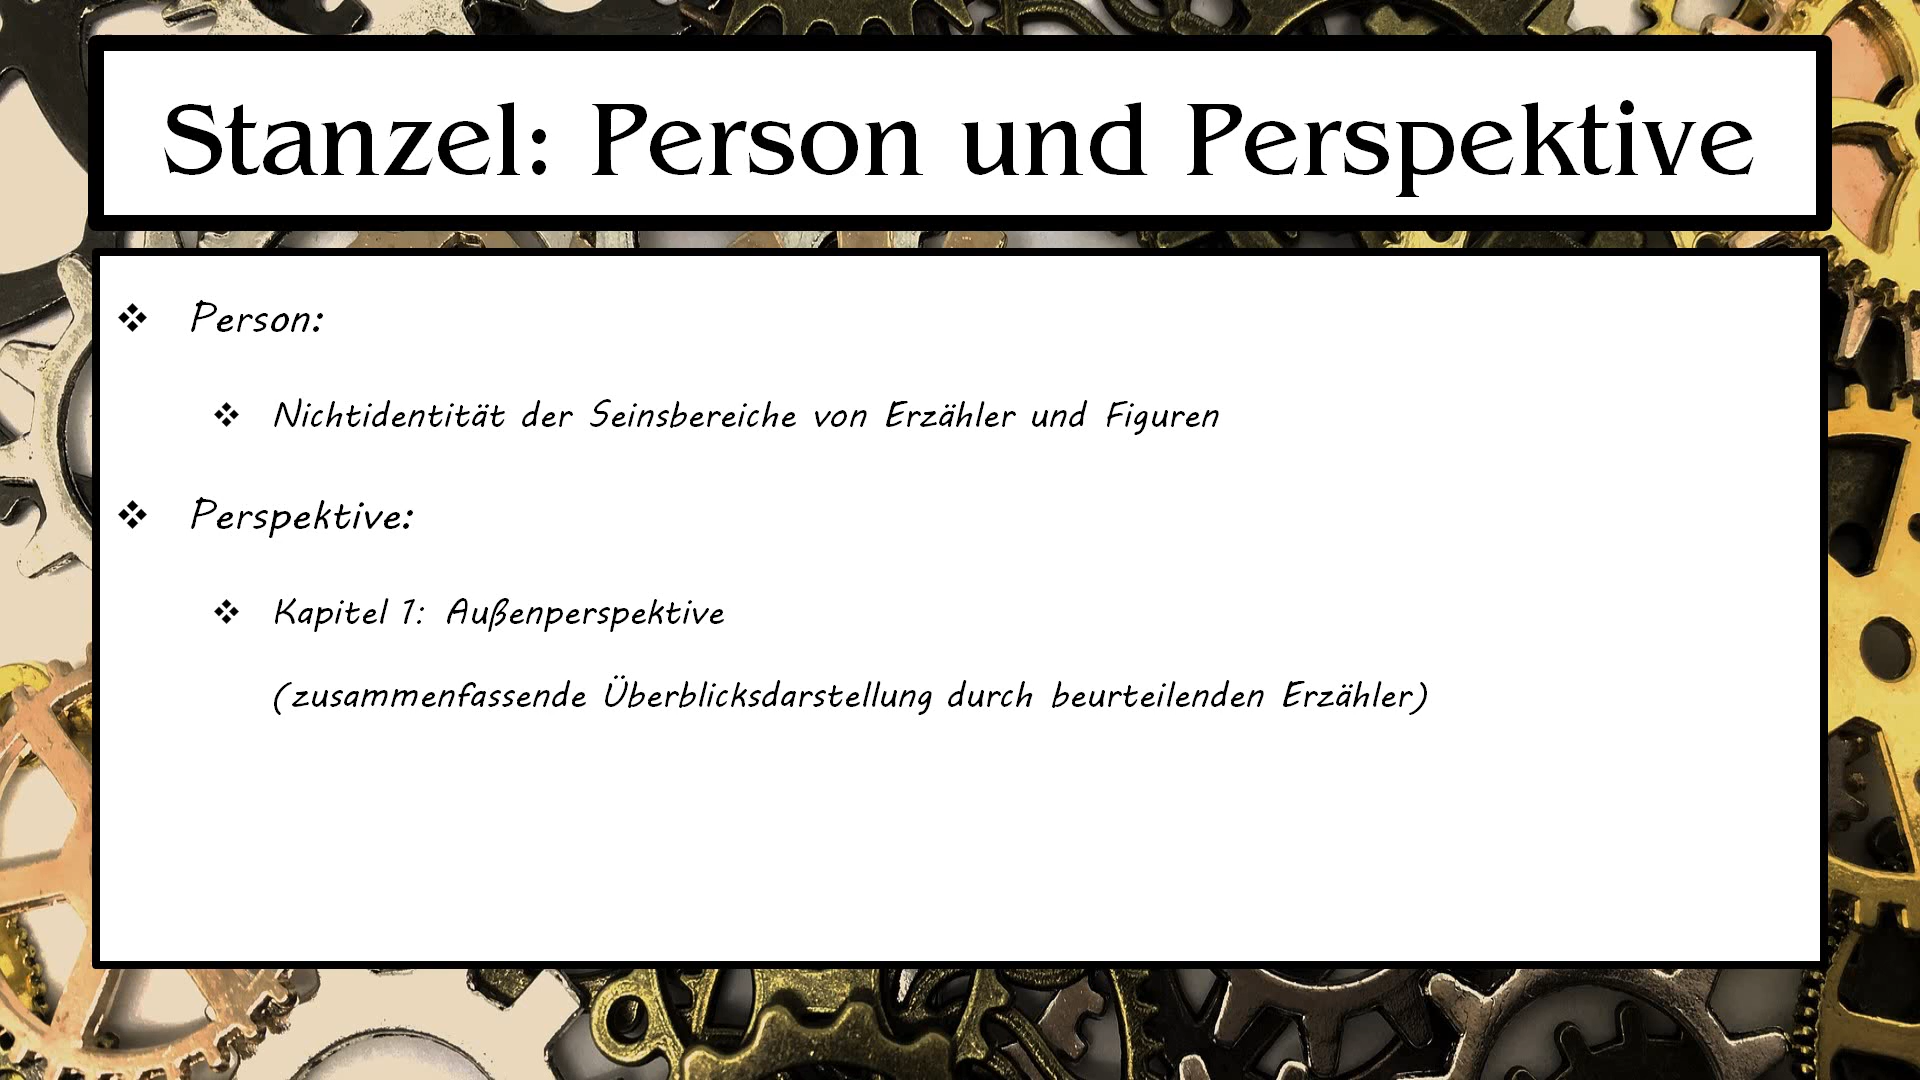 Stanzel: Person und Perspektive
Person:
Nichtidentität der Seinsbereiche von Erzähler und Figuren
Perspektive:
Kapitel 1: Außenperspektive
(zusammenfassende Überblicksdarstellung durch beurteilenden Erzähler)